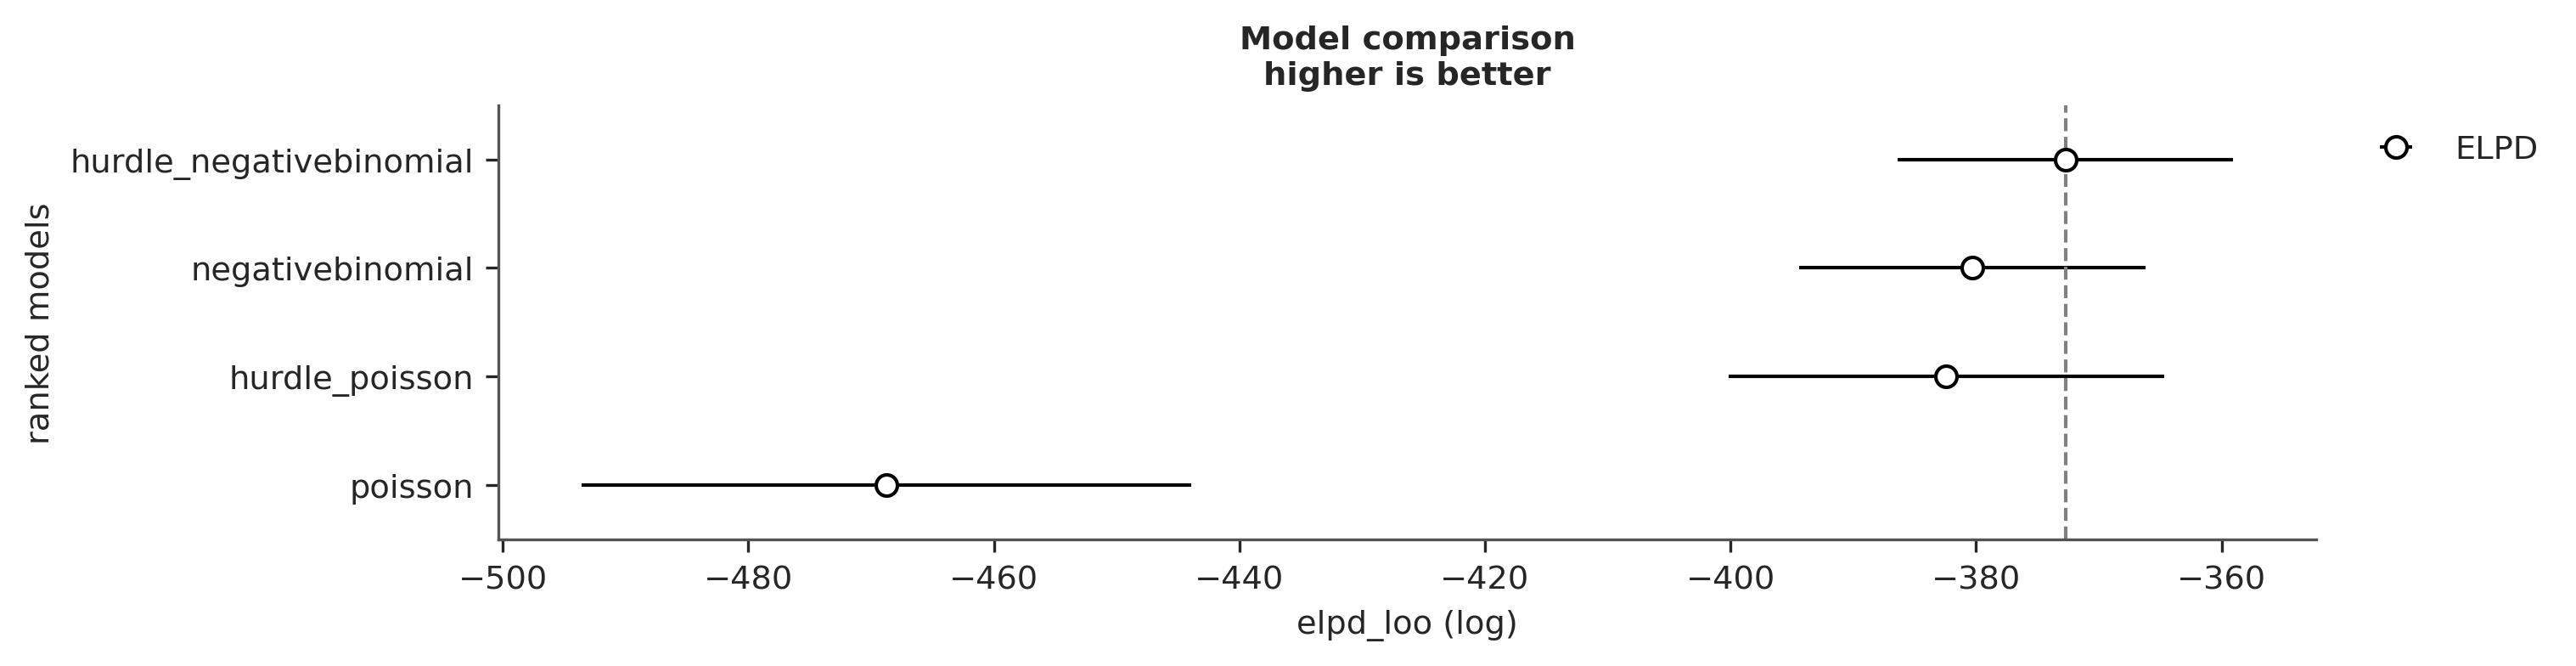 Model comparison
higher is better
ELPD
ranked models
hurdle_negativebinomial
negativebinomial
hurdle_poisson
poisson
−500 −480 −460 −440 −420 −400 −380 −360
elpd_loo (log)